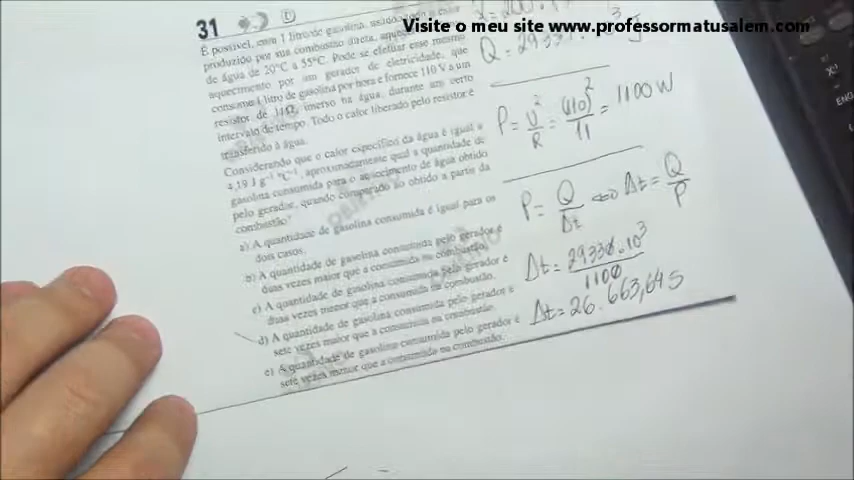 Visite o meu site www.professormatusalem.com
31
É possível, com 1 litro de gasolina, usando todo o calor
produzido por sua combustão direta, aquecer
de água de 20°C a 55°C. Pode se efetuar esse mesmo
aquecimento por um gerador de eletricidade, que
consome 1 litro de gasolina por hora e fornece 110 V a um
resistor de 11Ω, imerso na água, durante um certo
intervalo de tempo. Todo o calor liberado pelo resistor é
transferido à água.
Considerando que o calor específico da água é igual a
4,19 J g⁻¹ °C⁻¹, aproximadamente qual a quantidade de
gasolina consumida para o aquecimento de água obtido
pelo gerador, quando comparado ao obtido a partir da
combustão?
a) A quantidade de gasolina consumida é igual para os
dois casos.
b) A quantidade de gasolina consumida pelo gerador é
duas vezes maior que a consumida na combustão.
c) A quantidade de gasolina consumida pelo gerador é
duas vezes menor que a consumida na combustão.
d) A quantidade de gasolina consumida pelo gerador é
sete vezes maior que a consumida na combustão.
e) A quantidade de gasolina consumida pelo gerador é
sete vezes menor que a consumida na combustão.
P = U²/R = (110)²/11 = 1100 W
P = Q/Δt ⇔ Δt = Q/P
Δt = 29330.10³/1100
Δt = 26.663,64s